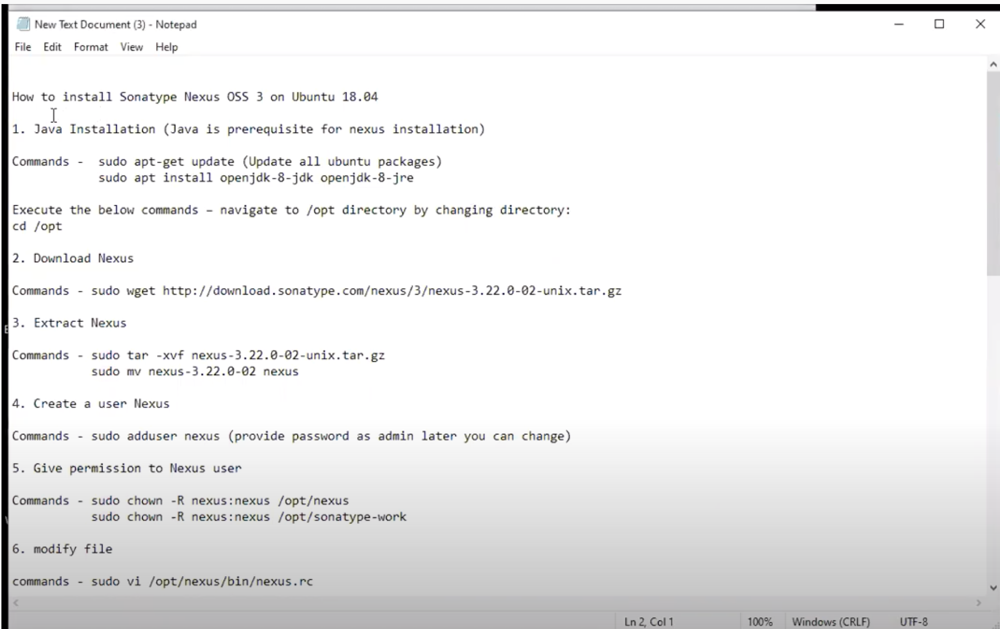 New Text Document (3) - Notepad
File Edit Format View Help
How to install Sonatype Nexus OSS 3 on Ubuntu 18.04
1. Java Installation (Java is prerequisite for nexus installation)
Commands -  sudo apt-get update (Update all ubuntu packages)
            sudo apt install openjdk-8-jdk openjdk-8-jre
Execute the below commands – navigate to /opt directory by changing directory:
cd /opt
2. Download Nexus
Commands - sudo wget http://download.sonatype.com/nexus/3/nexus-3.22.0-02-unix.tar.gz
3. Extract Nexus
Commands - sudo tar -xvf nexus-3.22.0-02-unix.tar.gz
           sudo mv nexus-3.22.0-02 nexus
4. Create a user Nexus
Commands - sudo adduser nexus (provide password as admin later you can change)
5. Give permission to Nexus user
Commands - sudo chown -R nexus:nexus /opt/nexus
           sudo chown -R nexus:nexus /opt/sonatype-work
6. modify file
commands - sudo vi /opt/nexus/bin/nexus.rc
Ln 2, Col 1 100% Windows (CRLF) UTF-8